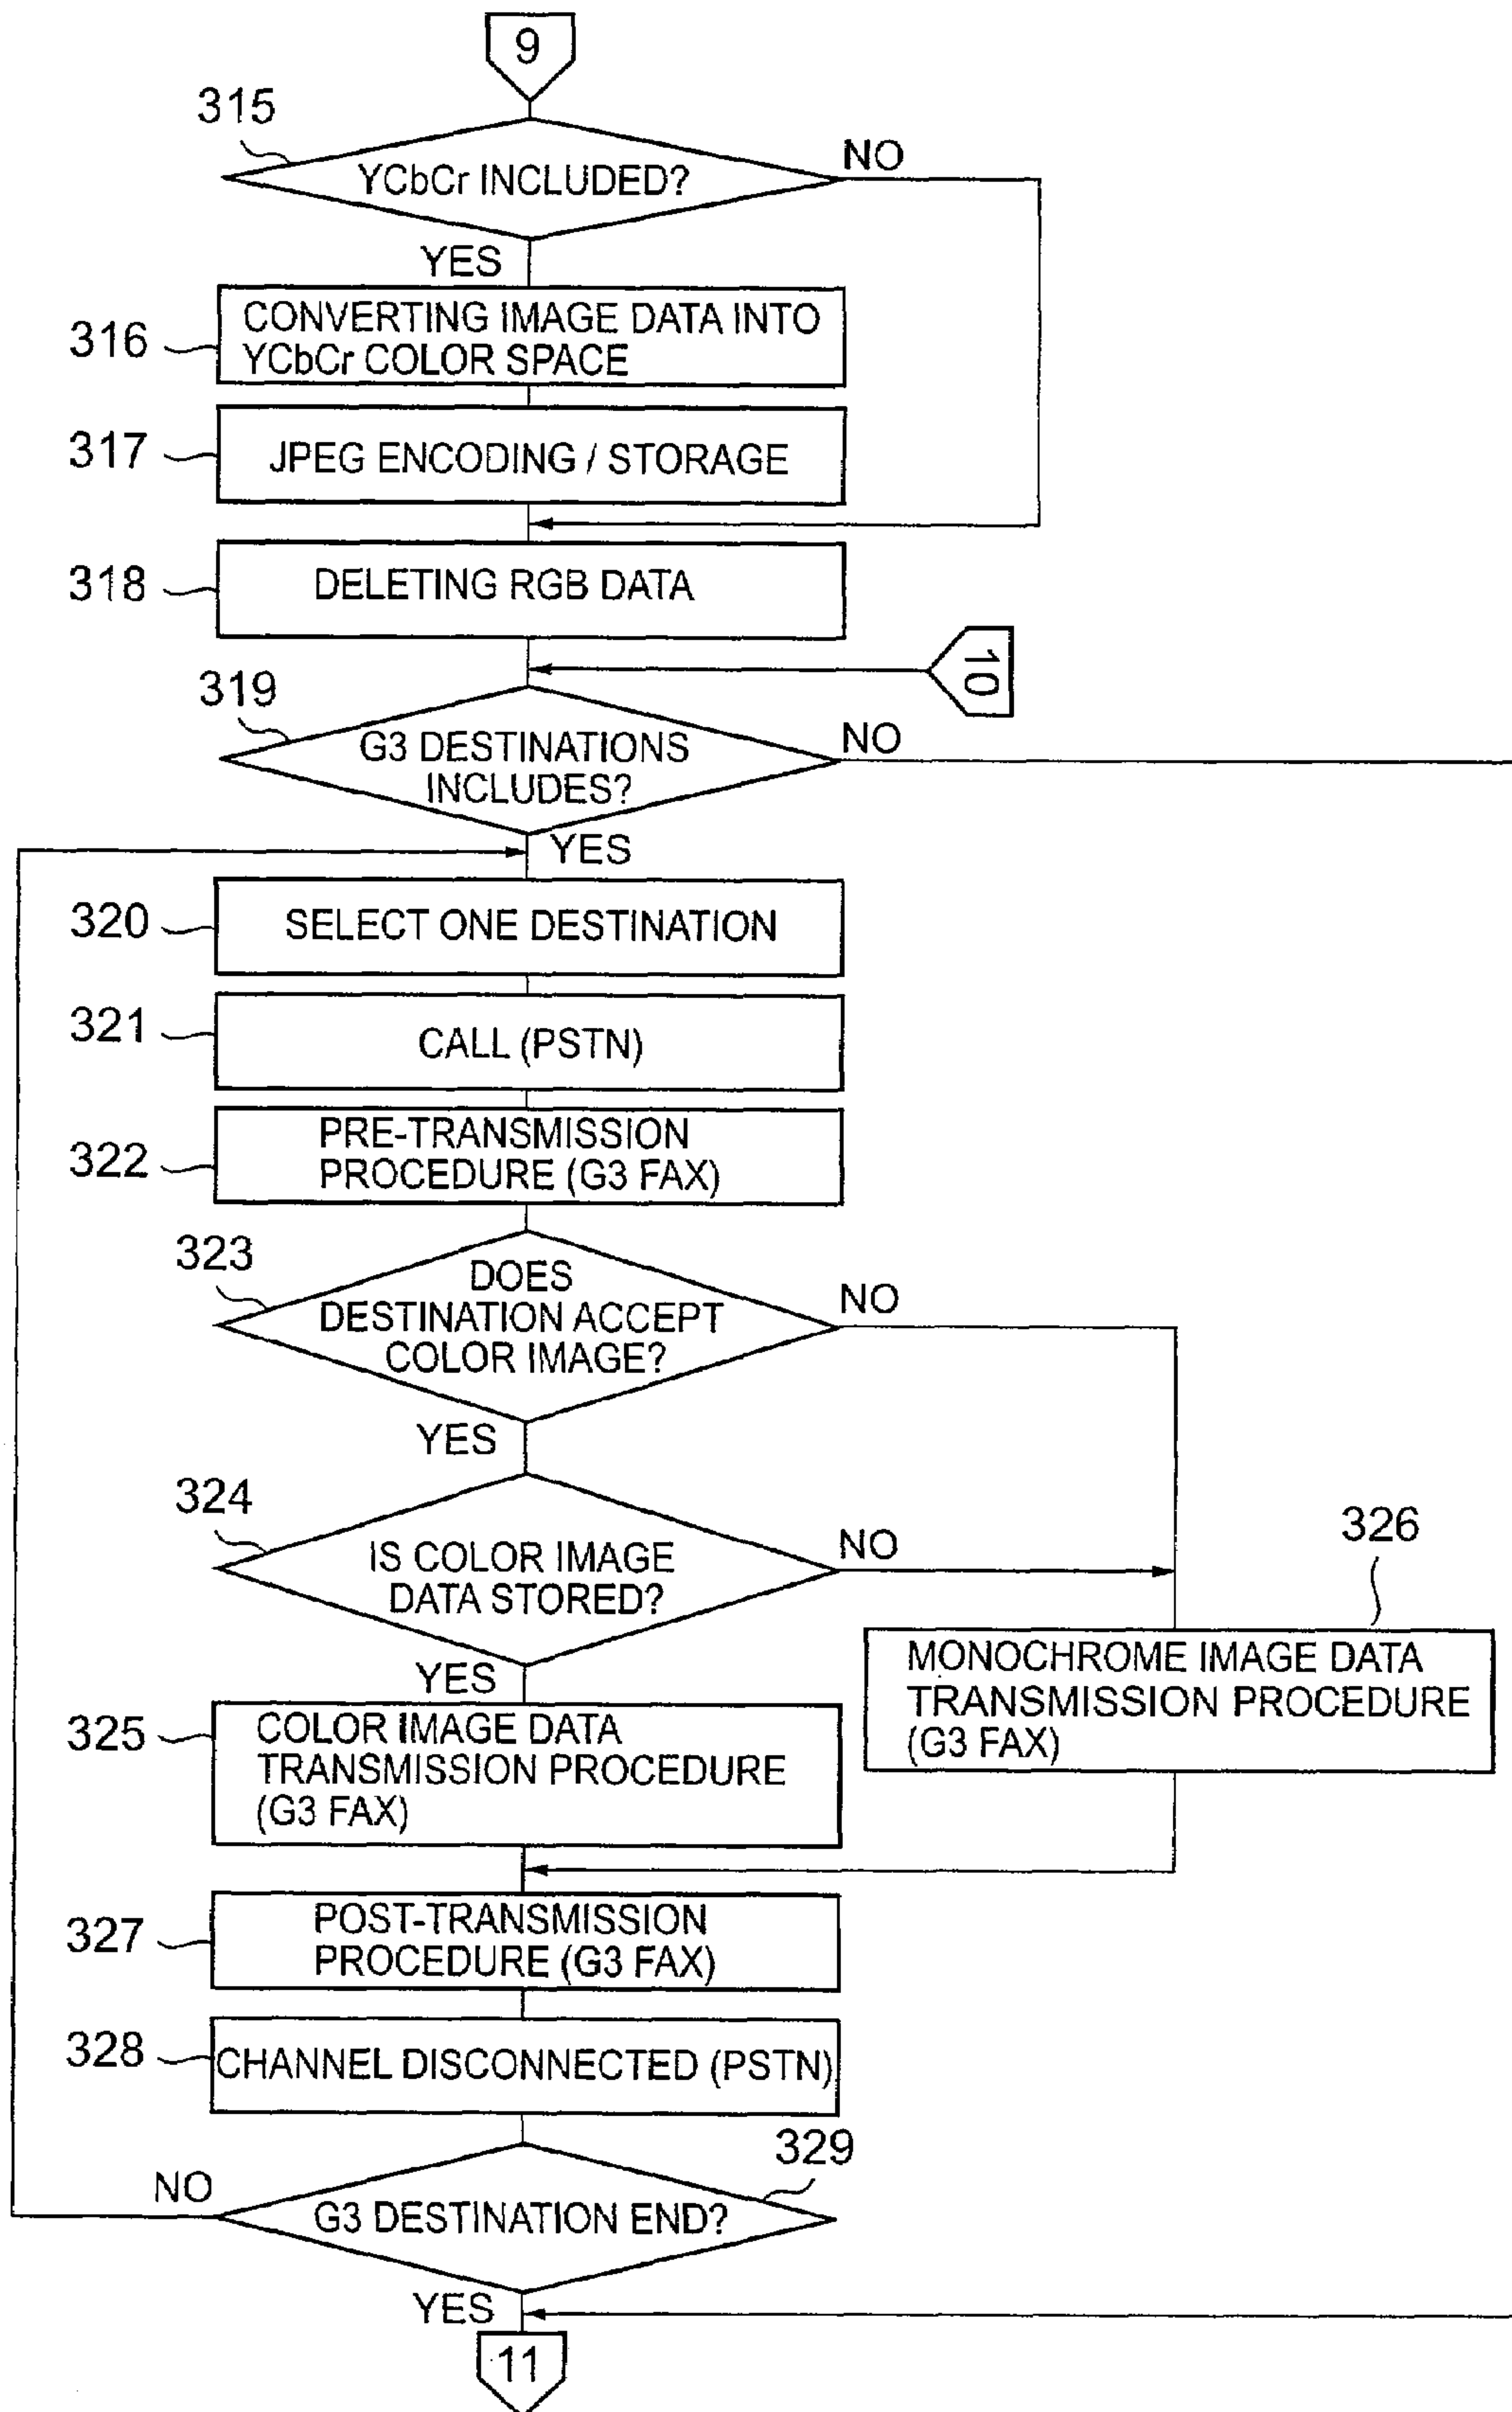 9
315
YCbCr INCLUDED?
NO
YES
316
CONVERTING IMAGE DATA INTO
YCbCr COLOR SPACE
317
JPEG ENCODING / STORAGE
318
DELETING RGB DATA
10
319
G3 DESTINATIONS
INCLUDES?
NO
YES
320
SELECT ONE DESTINATION
321
CALL (PSTN)
322
PRE-TRANSMISSION
PROCEDURE (G3 FAX)
323
DOES
DESTINATION ACCEPT
COLOR IMAGE?
NO
YES
324
IS COLOR IMAGE
DATA STORED?
NO
326
MONOCHROME IMAGE DATA
TRANSMISSION PROCEDURE
(G3 FAX)
YES
325
COLOR IMAGE DATA
TRANSMISSION PROCEDURE
(G3 FAX)
327
POST-TRANSMISSION
PROCEDURE (G3 FAX)
328
CHANNEL DISCONNECTED (PSTN)
329
NO
G3 DESTINATION END?
YES
11